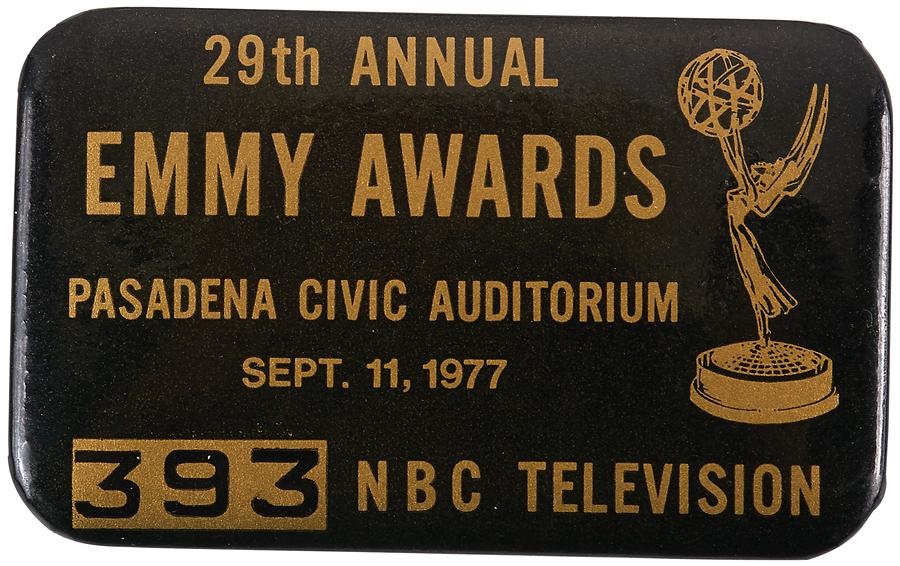 29th ANNUAL
EMMY AWARDS
PASADENA CIVIC AUDITORIUM
SEPT. 11, 1977
393 NBC TELEVISION